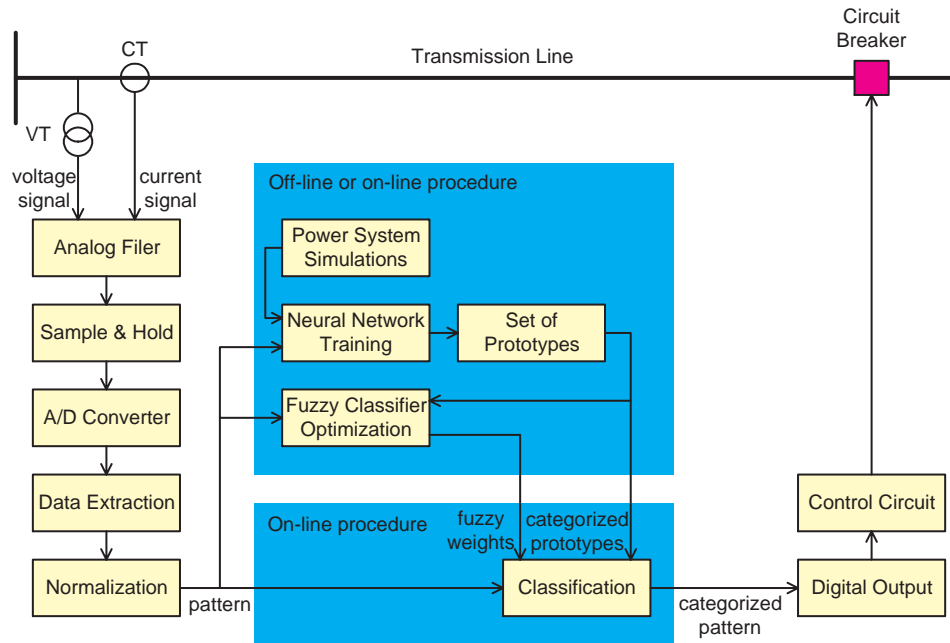 Circuit
Breaker
CT
Transmission Line
VT
voltage
signal
current
signal
Off-line or on-line procedure
Analog Filer
Power System
Simulations
Sample & Hold
Neural Network
Training
Set of
Prototypes
A/D Converter
Fuzzy Classifier
Optimization
Data Extraction
On-line procedure
fuzzy
weights
categorized
prototypes
Control Circuit
Normalization
pattern
Classification
categorized
pattern
Digital Output